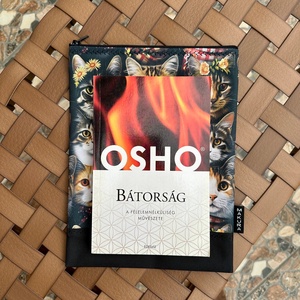 OSHO
BÁTORSÁG
A FÉLELEMNÉLKÜLISÉG
MŰVÉSZETE